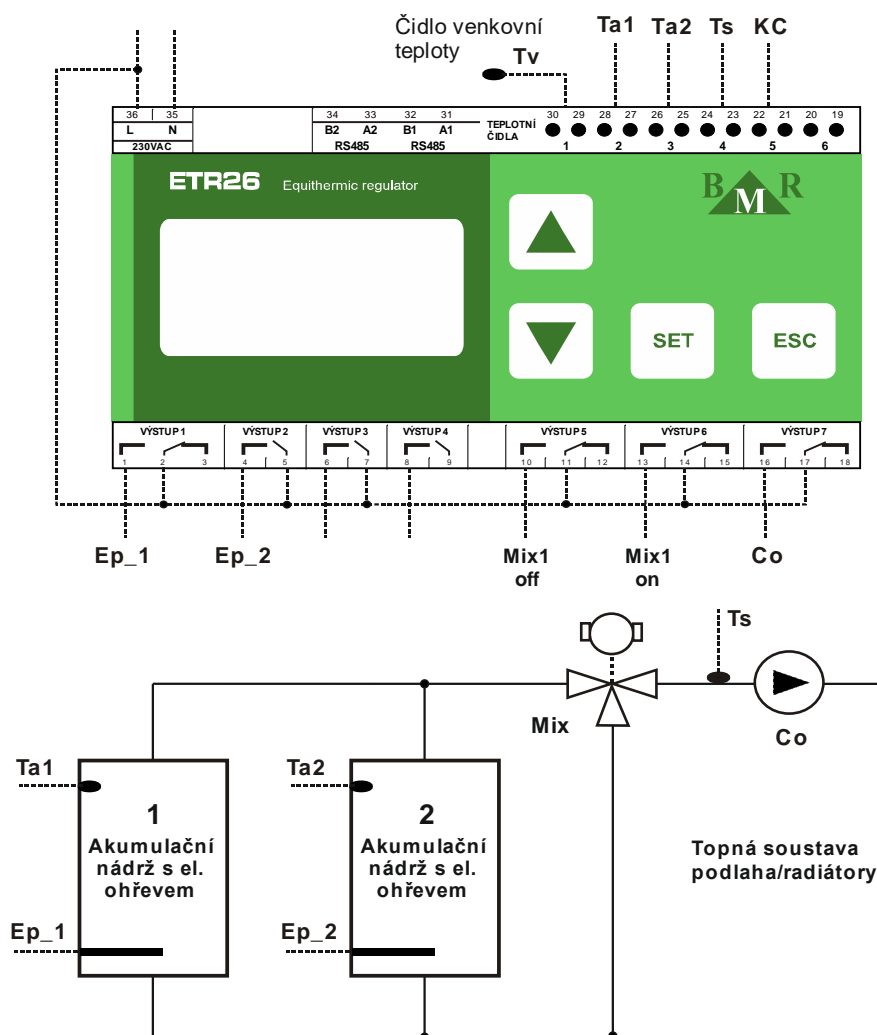 Čidlo venkovní
teploty
Tv
Ta1 Ta2 Ts KC
36 35
L N
230VAC
34 33 32 31
B2 A2 B1 A1
RS485 RS485
TEPLOTNÍ
ČIDLA
30 29 28 27 26 25 24 23 22 21 20 19
1 2 3 4 5 6
ETR26 Equithermic regulator
B M R
SET ESC
VÝSTUP 1 VÝSTUP 2 VÝSTUP 3 VÝSTUP 4 VÝSTUP 5 VÝSTUP 6 VÝSTUP 7
1 2 3 4 5 6 7 8 9 10 11 12 13 14 15 16 17 18
Ep_1 Ep_2
Mix1
off
Mix1
on
Co
Ts
Mix
Co
Ta1
1
Akumulační
nádrž s el.
ohřevem
Ep_1
Ta2
2
Akumulační
nádrž s el.
ohřevem
Ep_2
Topná soustava
podlaha/radiátory